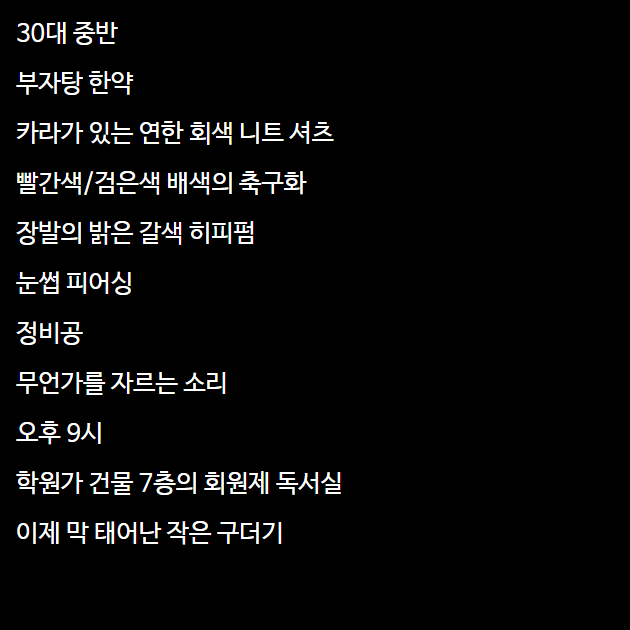 30대 중반
부자탕 한약
카라가 있는 연한 회색 니트 셔츠
빨간색/검은색 배색의 축구화
장발의 밝은 갈색 히피펌
눈썹 피어싱
정비공
무언가를 자르는 소리
오후 9시
학원가 건물 7층의 회원제 독서실
이제 막 태어난 작은 구더기